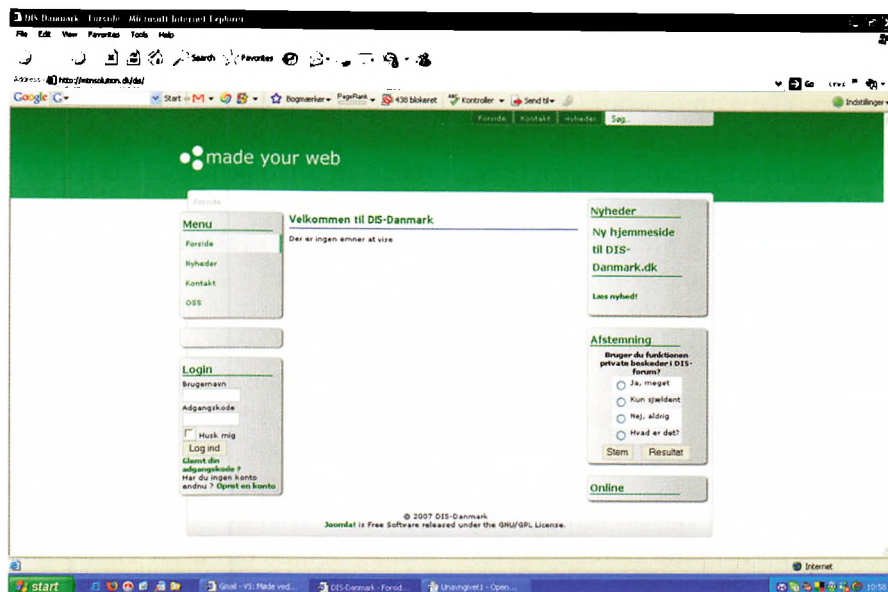 DIS-Danmark - Forside - Microsoft Internet Explorer
File Edit View Favorites Tools Help
Search Favorites
Address http://mtnsolution.dk/dis/ Go
Google G Start Bogmærker PageRank 438 blokeret Kontroller Send til Indstillinger
Forside Kontakt nyheder Søg...
made your web
Forside
Menu
Forside
Nyheder
Kontakt
OSS
Login
Brugernavn
Adgangskode
Husk mig
Log ind
Glemt din
adgangskode ?
Har du ingen konto
endnu ? Opret en konto
Velkommen til DIS-Danmark
Der er ingen emner at vise
Nyheder
Ny hjemmeside
til DIS-
Danmark.dk
Læs nyhed!
Afstemning
Bruger du funktionen
private beskeder i DIS-
forum?
Ja, meget
Kun sjældent
Nej, aldrig
Hvad er det?
Stem Resultat
Online
© 2007 DIS-Danmark
Joomla! is Free Software released under the GNU/GPL License.
Internet
start Gmail - VS: Møde ved... DIS-Danmark - Forsid... Unavngivet1 - Open... 10:58